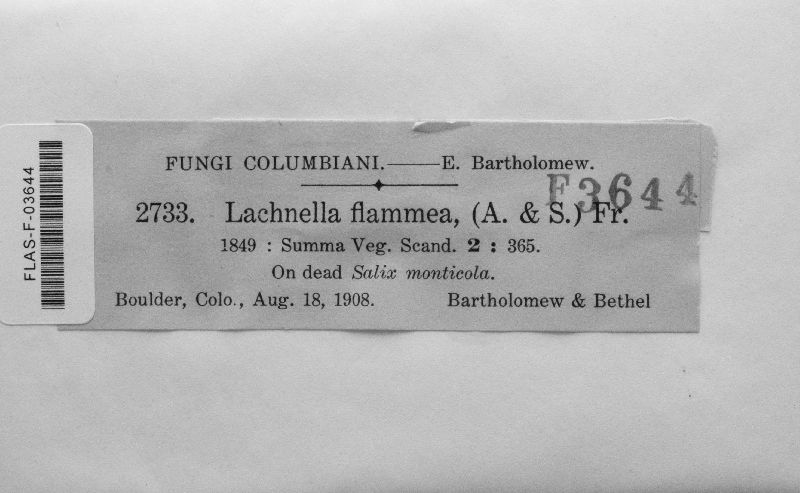 FUNGI COLUMBIANI.——E. Bartholomew.
F3644
2733. Lachnella flammea, (A. & S.) Fr.
1849 : Summa Veg. Scand. 2 : 365.
On dead Salix monticola.
Boulder, Colo., Aug. 18, 1908. Bartholomew & Bethel
FLAS-F-03644